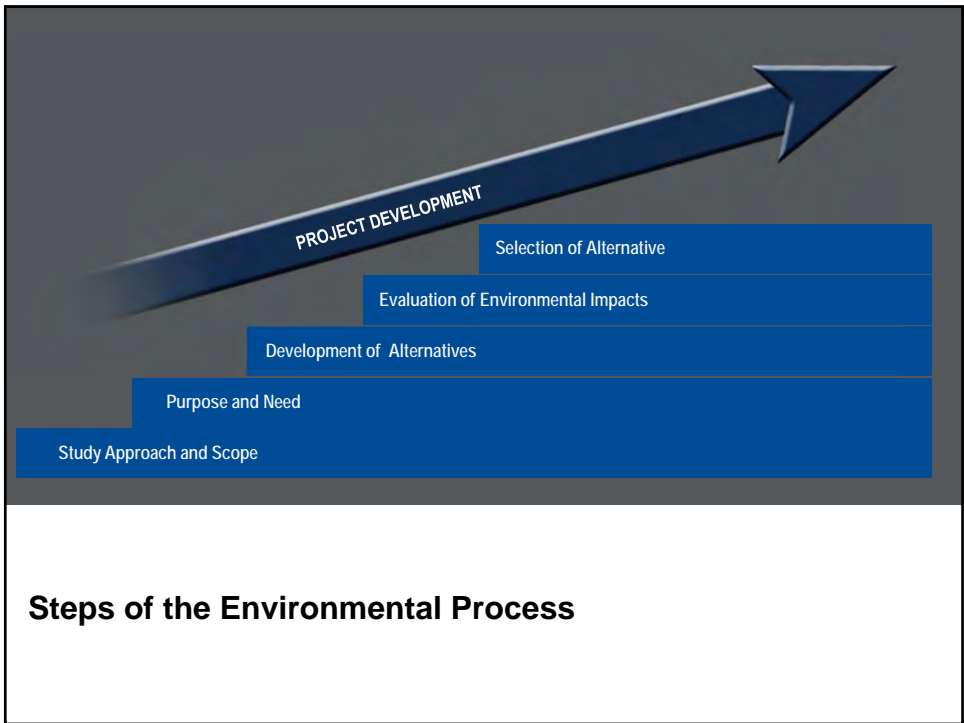 PROJECT DEVELOPMENT
Selection of Alternative
Evaluation of Environmental Impacts
Development of Alternatives
Purpose and Need
Study Approach and Scope
Steps of the Environmental Process